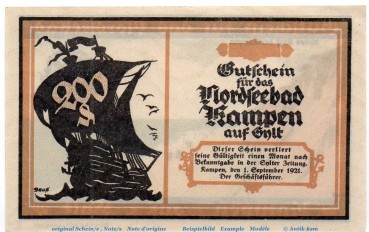 200
₰
Gutschein
für das
Nordseebad
Kampen
auf Sylt
Dieser Schein verliert
seine Gültigkeit einen Monat nach
Bekanntgabe in der Sylter Zeitung.
Kampen, den 1. September 1921.
Der Geschäftsführer.
original Schein/e , Note/s Note d'origine Beispielbild Example Modèle © Antik-kam